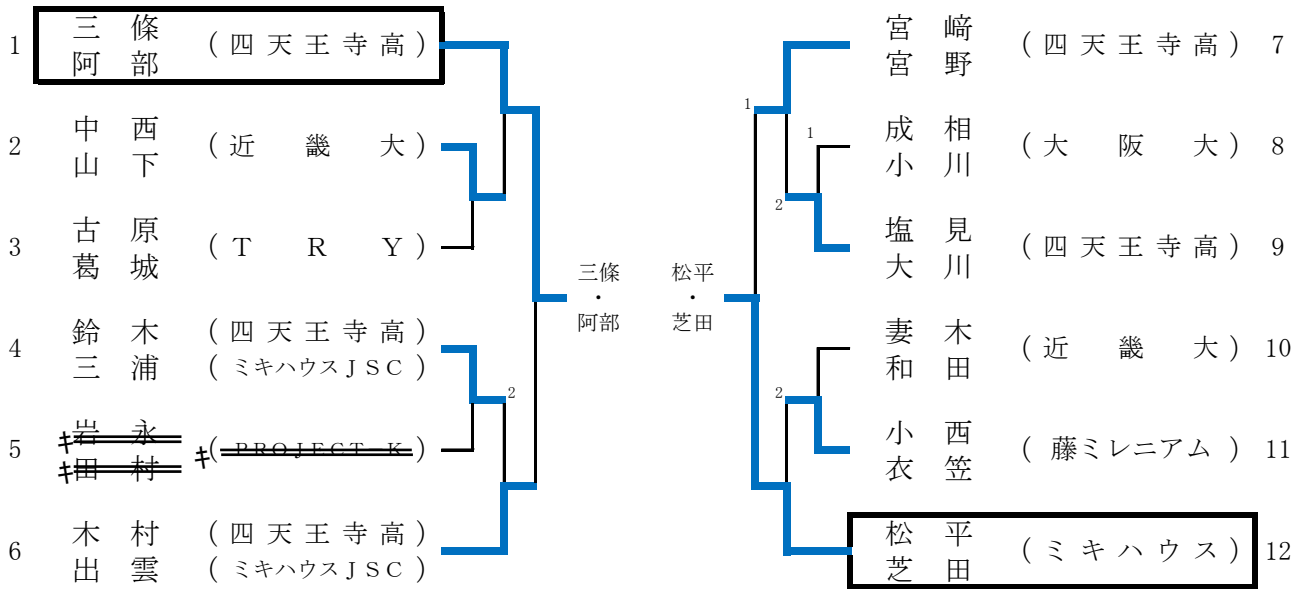 1 三條 (四天王寺高)
阿部
2 中西 (近畿大)
山下
3 古原 (TRY)
葛城
4 鈴木 (四天王寺高)
三浦 (ミキハウスJSC)
2
5 キ岩永 キ(PROJECT-K)
キ田村
6 木村 (四天王寺高)
出雲 (ミキハウスJSC)
三條
・
阿部
松平
・
芝田
宮﨑 (四天王寺高) 7
宮野
1
成相 (大阪大) 8
小川
1
2
塩見 (四天王寺高) 9
大川
妻木 (近畿大) 10
和田
2
小西 (藤ミレニアム) 11
衣笠
松平 (ミキハウス) 12
芝田